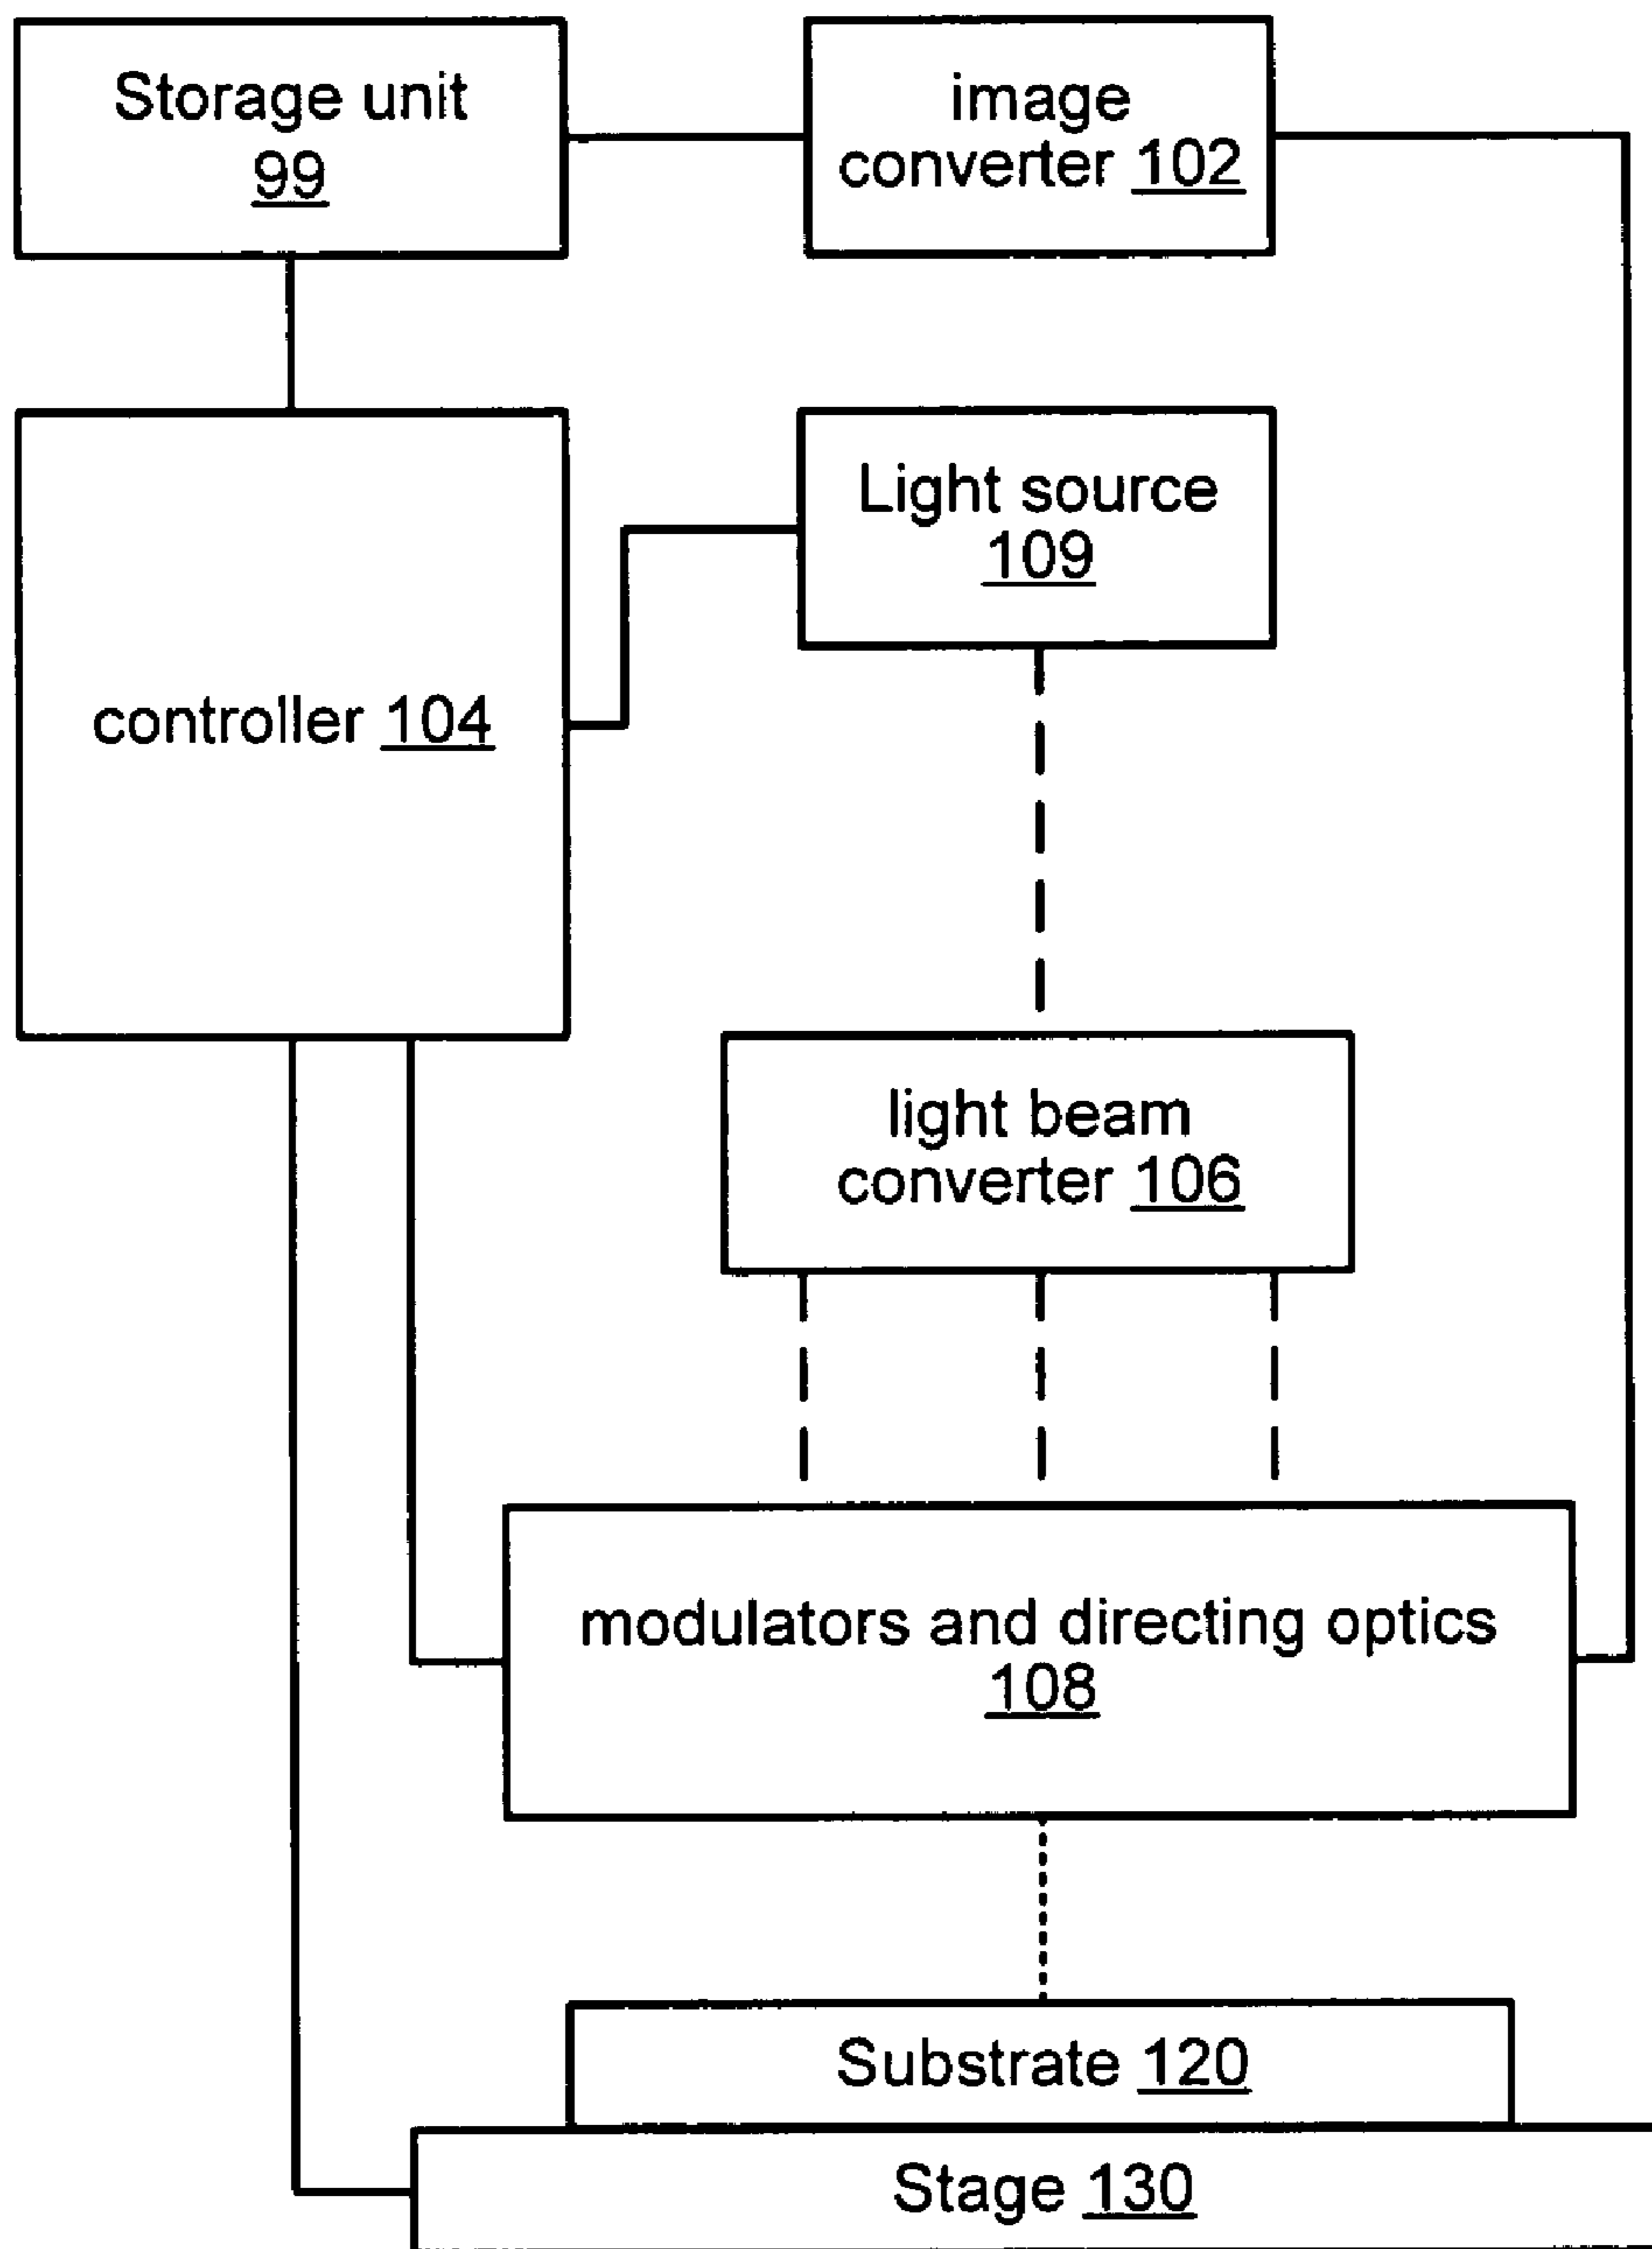 Storage unit
99
image
converter 102
Light source
109
controller 104
light beam
converter 106
modulators and directing optics
108
Substrate 120
Stage 130